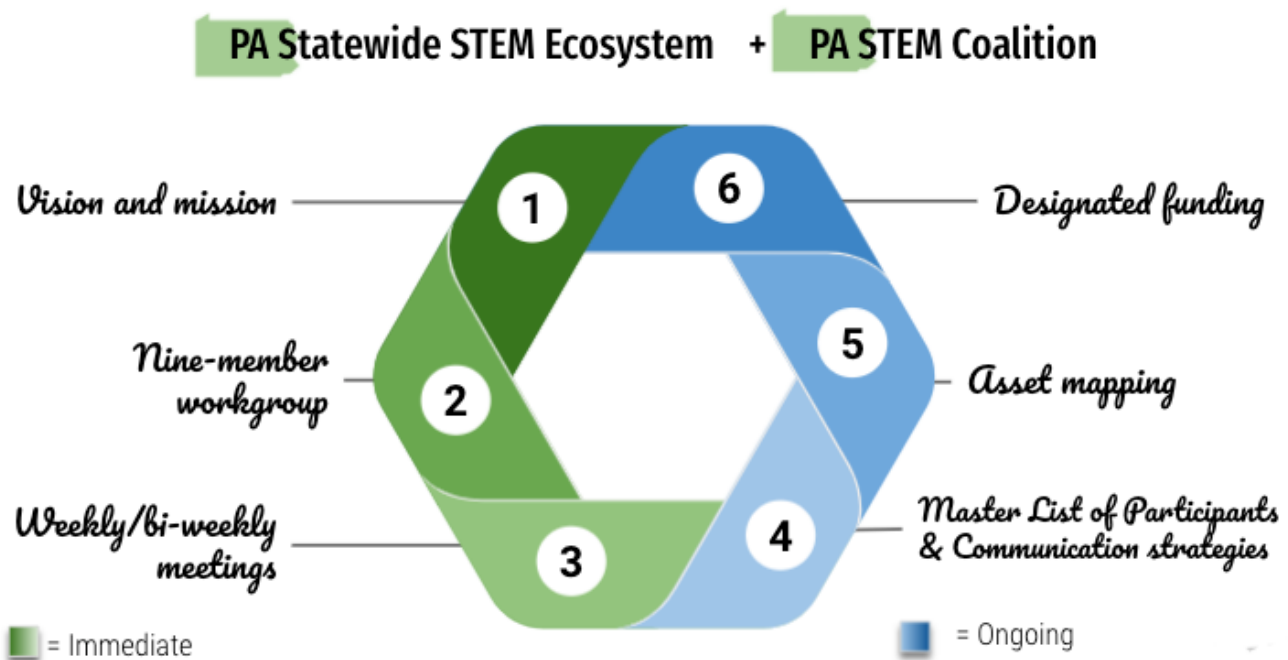 PA Statewide STEM Ecosystem + PA STEM Coalition
1
Vision and mission
2
Nine-member
workgroup
3
Weekly/bi-weekly
meetings
4
Master List of Participants
& Communication strategies
5
Asset mapping
6
Designated funding
= Immediate
= Ongoing